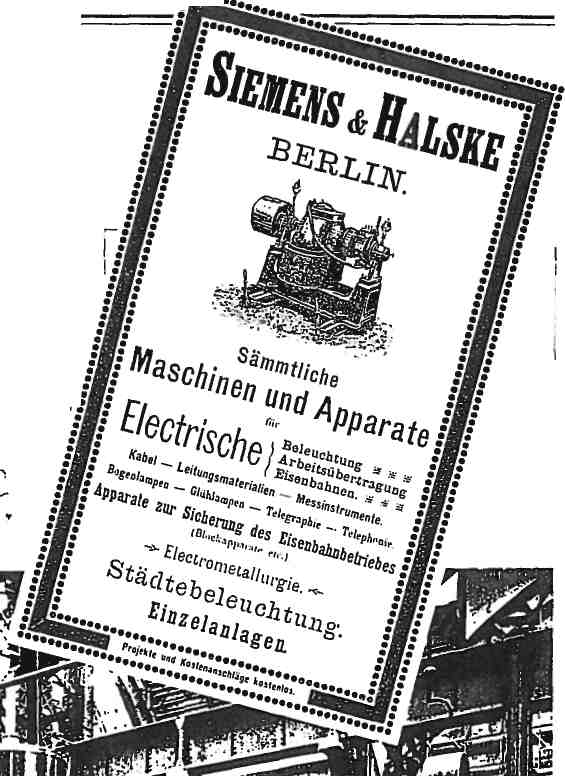 SIEMENS & HALSKE
BERLIN.
Sämmtliche
Maschinen und Apparate
für
Electrische
Beleuchtung
Arbeitsübertragung
Eisenbahnen.
Kabel — Leitungsmaterialien — Messinstrumente.
Bogenlampen — Glühlampen — Telegraphie — Telephonie.
Apparate zur Sicherung des Eisenbahnbetriebes
(Blockapparate etc.)
Electrometallurgie.
Städtebeleuchtung.
Einzelanlagen.
Projekte und Kostenanschläge kostenlos.